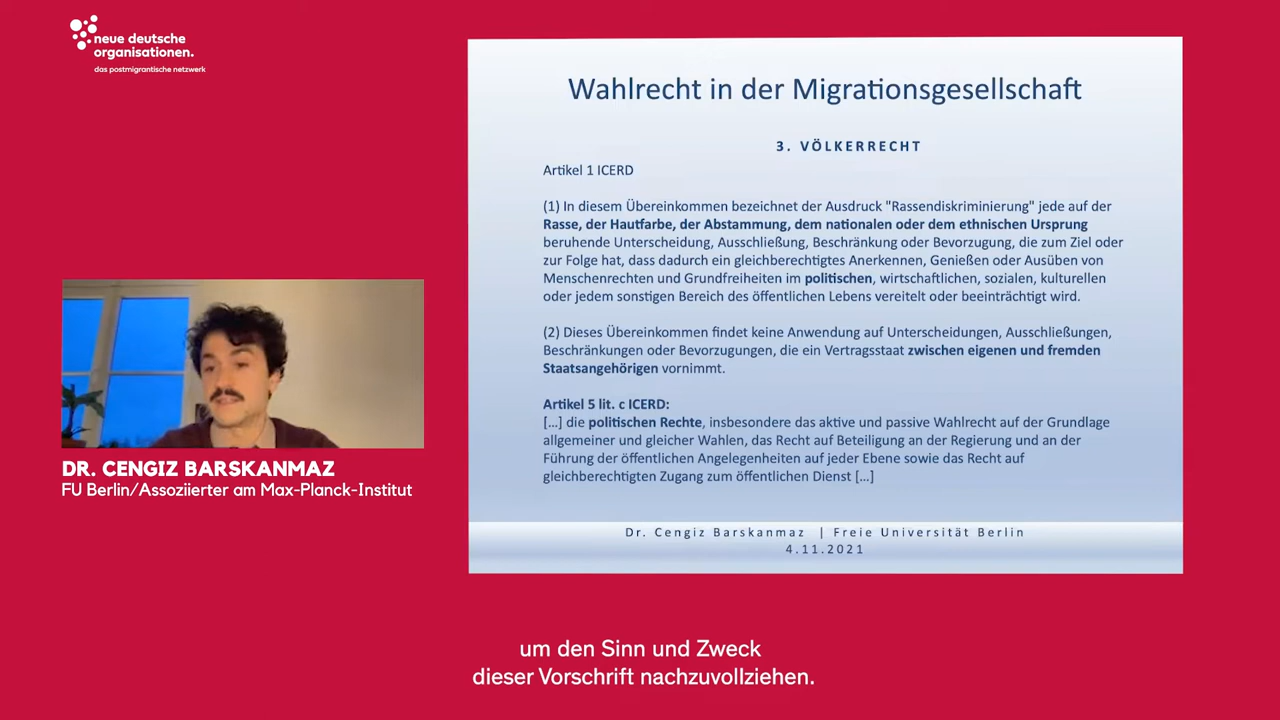 neue deutsche
organisationen.
das postmigrantische netzwerk
Wahlrecht in der Migrationsgesellschaft
3. VÖLKERRECHT
Artikel 1 ICERD
(1) In diesem Übereinkommen bezeichnet der Ausdruck "Rassendiskriminierung" jede auf der
Rasse, der Hautfarbe, der Abstammung, dem nationalen oder dem ethnischen Ursprung
beruhende Unterscheidung, Ausschließung, Beschränkung oder Bevorzugung, die zum Ziel oder
zur Folge hat, dass dadurch ein gleichberechtigtes Anerkennen, Genießen oder Ausüben von
Menschenrechten und Grundfreiheiten im politischen, wirtschaftlichen, sozialen, kulturellen
oder jedem sonstigen Bereich des öffentlichen Lebens vereitelt oder beeinträchtigt wird.
(2) Dieses Übereinkommen findet keine Anwendung auf Unterscheidungen, Ausschließungen,
Beschränkungen oder Bevorzugungen, die ein Vertragsstaat zwischen eigenen und fremden
Staatsangehörigen vornimmt.
Artikel 5 lit. c ICERD:
[...] die politischen Rechte, insbesondere das aktive und passive Wahlrecht auf der Grundlage
allgemeiner und gleicher Wahlen, das Recht auf Beteiligung an der Regierung und an der
Führung der öffentlichen Angelegenheiten auf jeder Ebene sowie das Recht auf
gleichberechtigten Zugang zum öffentlichen Dienst [...]
Dr. Cengiz Barskanmaz | Freie Universität Berlin
4.11.2021
DR. CENGIZ BARSKANMAZ
FU Berlin/Assoziierter am Max-Planck-Institut
um den Sinn und Zweck
dieser Vorschrift nachzuvollziehen.